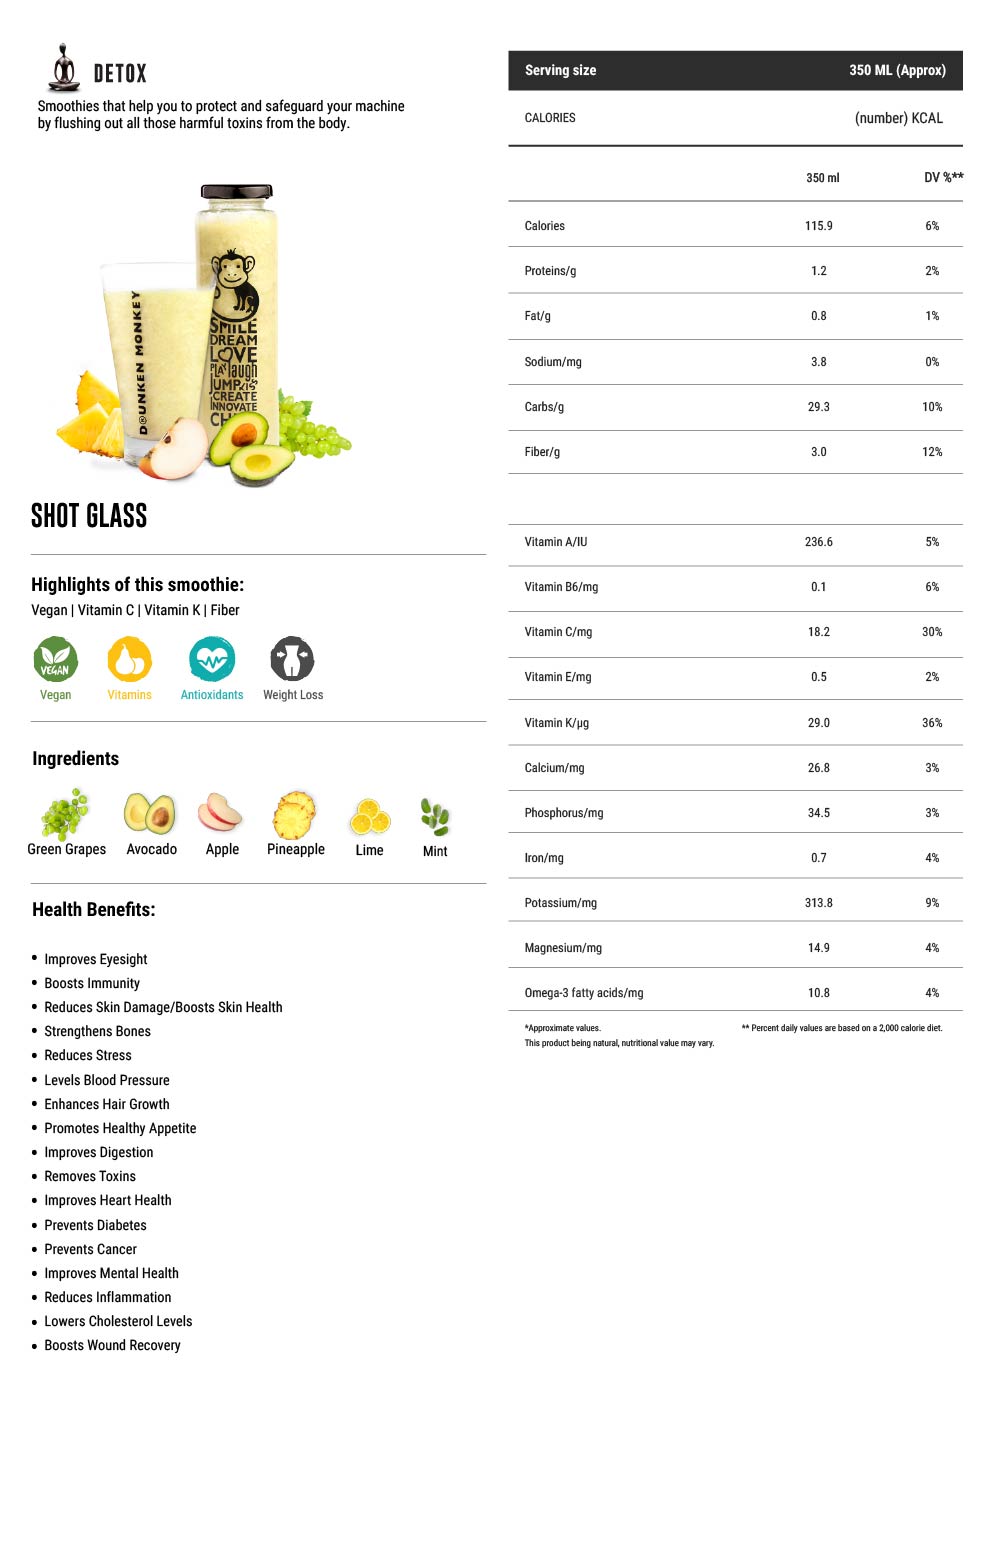 DETOX
Smoothies that help you to protect and safeguard your machine
by flushing out all those harmful toxins from the body.
DRUNKEN MONKEY
SMILE
DREAM
LOVE
PLAY laugh
JUMP KISS
CREATE
INNOVATE
SHOT GLASS
Highlights of this smoothie:
Vegan | Vitamin C | Vitamin K | Fiber
VEGAN
Vegan Vitamins Antioxidants Weight Loss
Ingredients
Green Grapes Avocado Apple Pineapple Lime Mint
Health Benefits:
• Improves Eyesight
• Boosts Immunity
• Reduces Skin Damage/Boosts Skin Health
• Strengthens Bones
• Reduces Stress
• Levels Blood Pressure
• Enhances Hair Growth
• Promotes Healthy Appetite
• Improves Digestion
• Removes Toxins
• Improves Heart Health
• Prevents Diabetes
• Prevents Cancer
• Improves Mental Health
• Reduces Inflammation
• Lowers Cholesterol Levels
• Boosts Wound Recovery
Serving size 350 ML (Approx)
CALORIES (number) KCAL
350 ml DV %**
Calories 115.9 6%
Proteins/g 1.2 2%
Fat/g 0.8 1%
Sodium/mg 3.8 0%
Carbs/g 29.3 10%
Fiber/g 3.0 12%
Vitamin A/IU 236.6 5%
Vitamin B6/mg 0.1 6%
Vitamin C/mg 18.2 30%
Vitamin E/mg 0.5 2%
Vitamin K/µg 29.0 36%
Calcium/mg 26.8 3%
Phosphorus/mg 34.5 3%
Iron/mg 0.7 4%
Potassium/mg 313.8 9%
Magnesium/mg 14.9 4%
Omega-3 fatty acids/mg 10.8 4%
*Approximate values. ** Percent daily values are based on a 2,000 calorie diet.
This product being natural, nutritional value may vary.